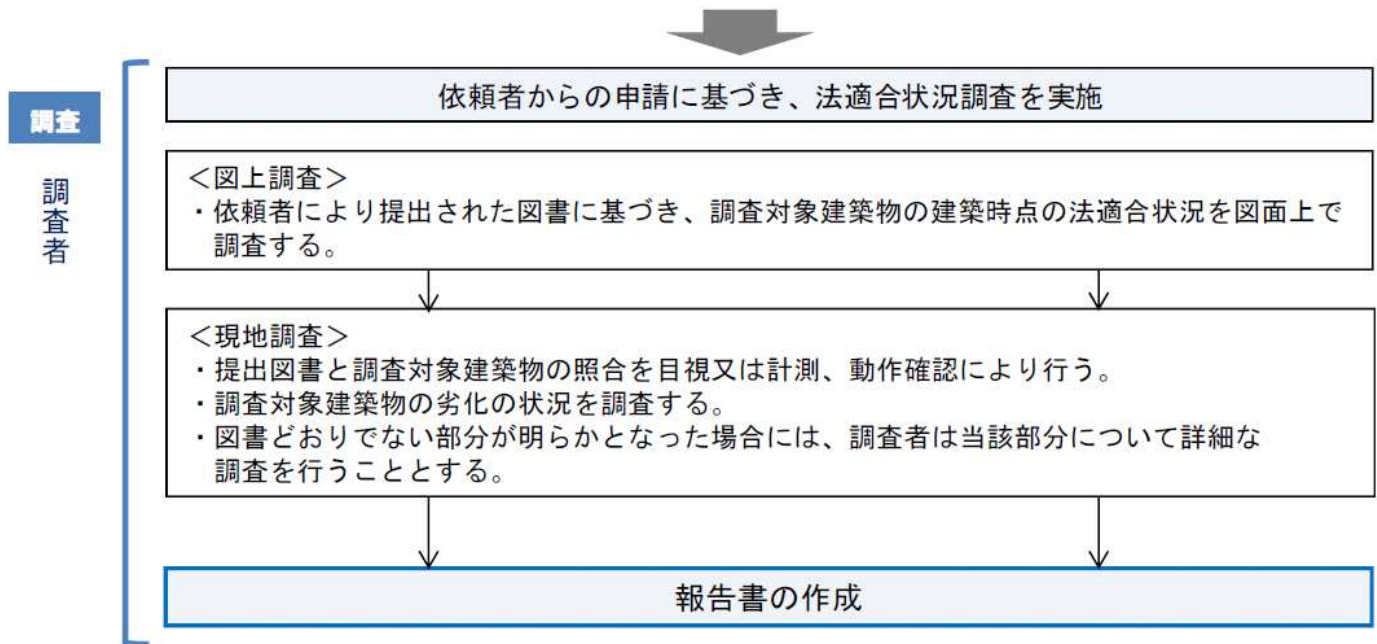 依頼者からの申請に基づき、法適合状況調査を実施
調査
調査者
＜図上調査＞
・依頼者により提出された図書に基づき、調査対象建築物の建築時点の法適合状況を図面上で
調査する。
＜現地調査＞
・提出図書と調査対象建築物の照合を目視又は計測、動作確認により行う。
・調査対象建築物の劣化の状況を調査する。
・図書どおりでない部分が明らかとなった場合には、調査者は当該部分について詳細な
調査を行うこととする。
報告書の作成